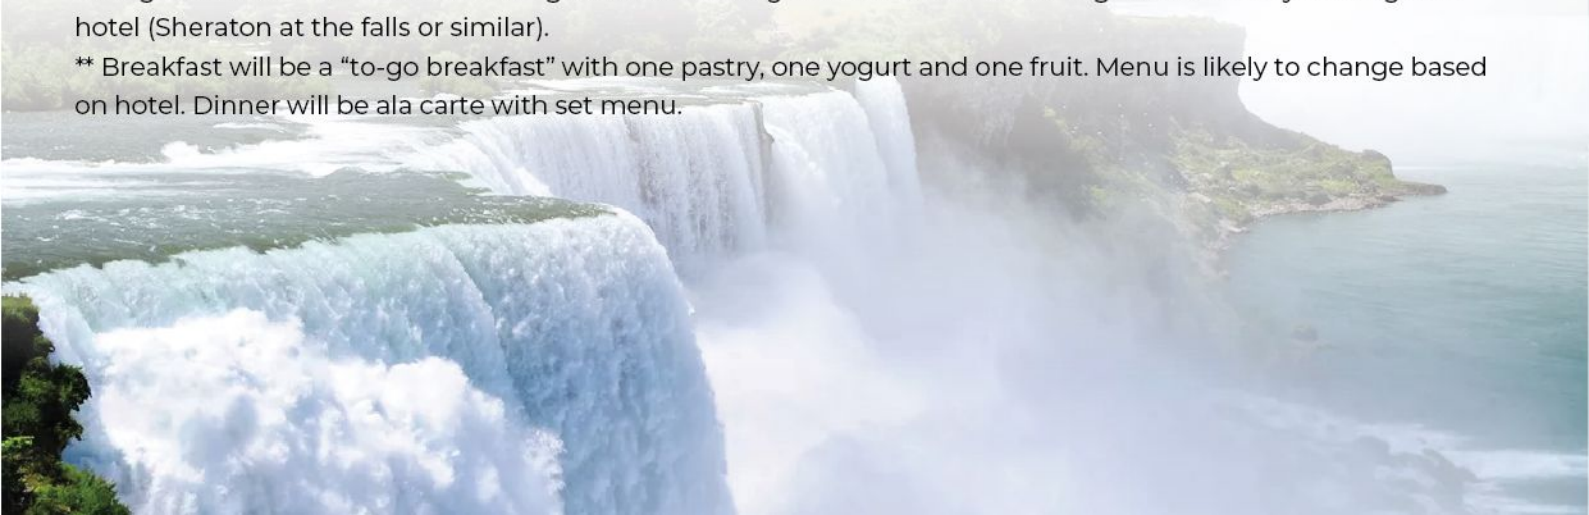 hotel (Sheraton at the falls or similar).
** Breakfast will be a “to-go breakfast” with one pastry, one yogurt and one fruit. Menu is likely to change based
on hotel. Dinner will be ala carte with set menu.